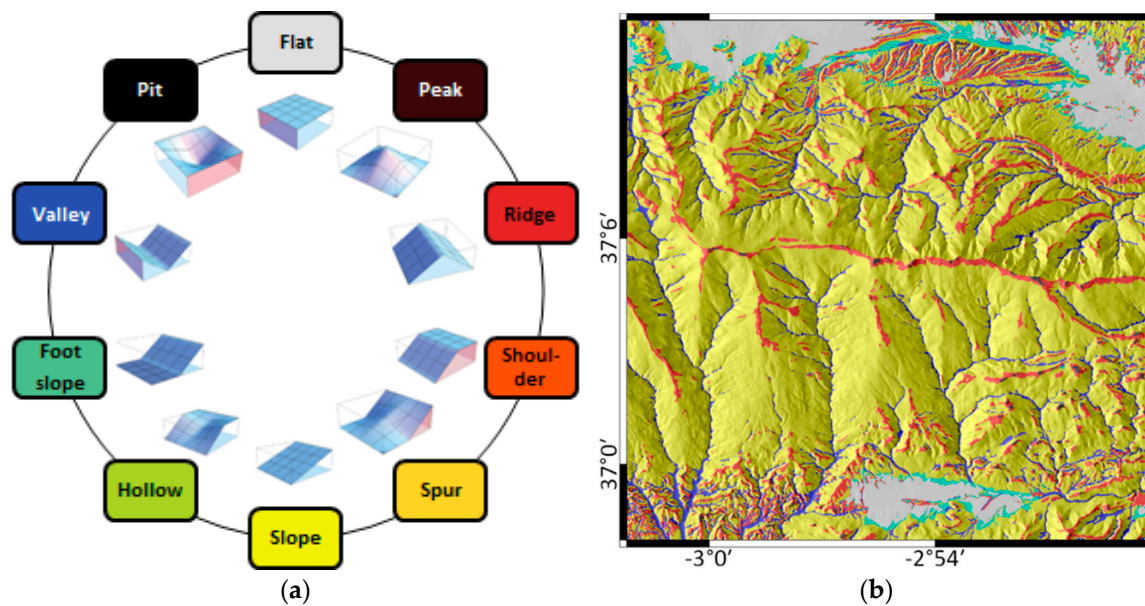 Flat
Pit
Peak
Valley
Ridge
Foot
slope
Shoul-
der
Hollow
Spur
Slope
(a)
37°6′
37°0′
-3°0′
-2°54′
(b)